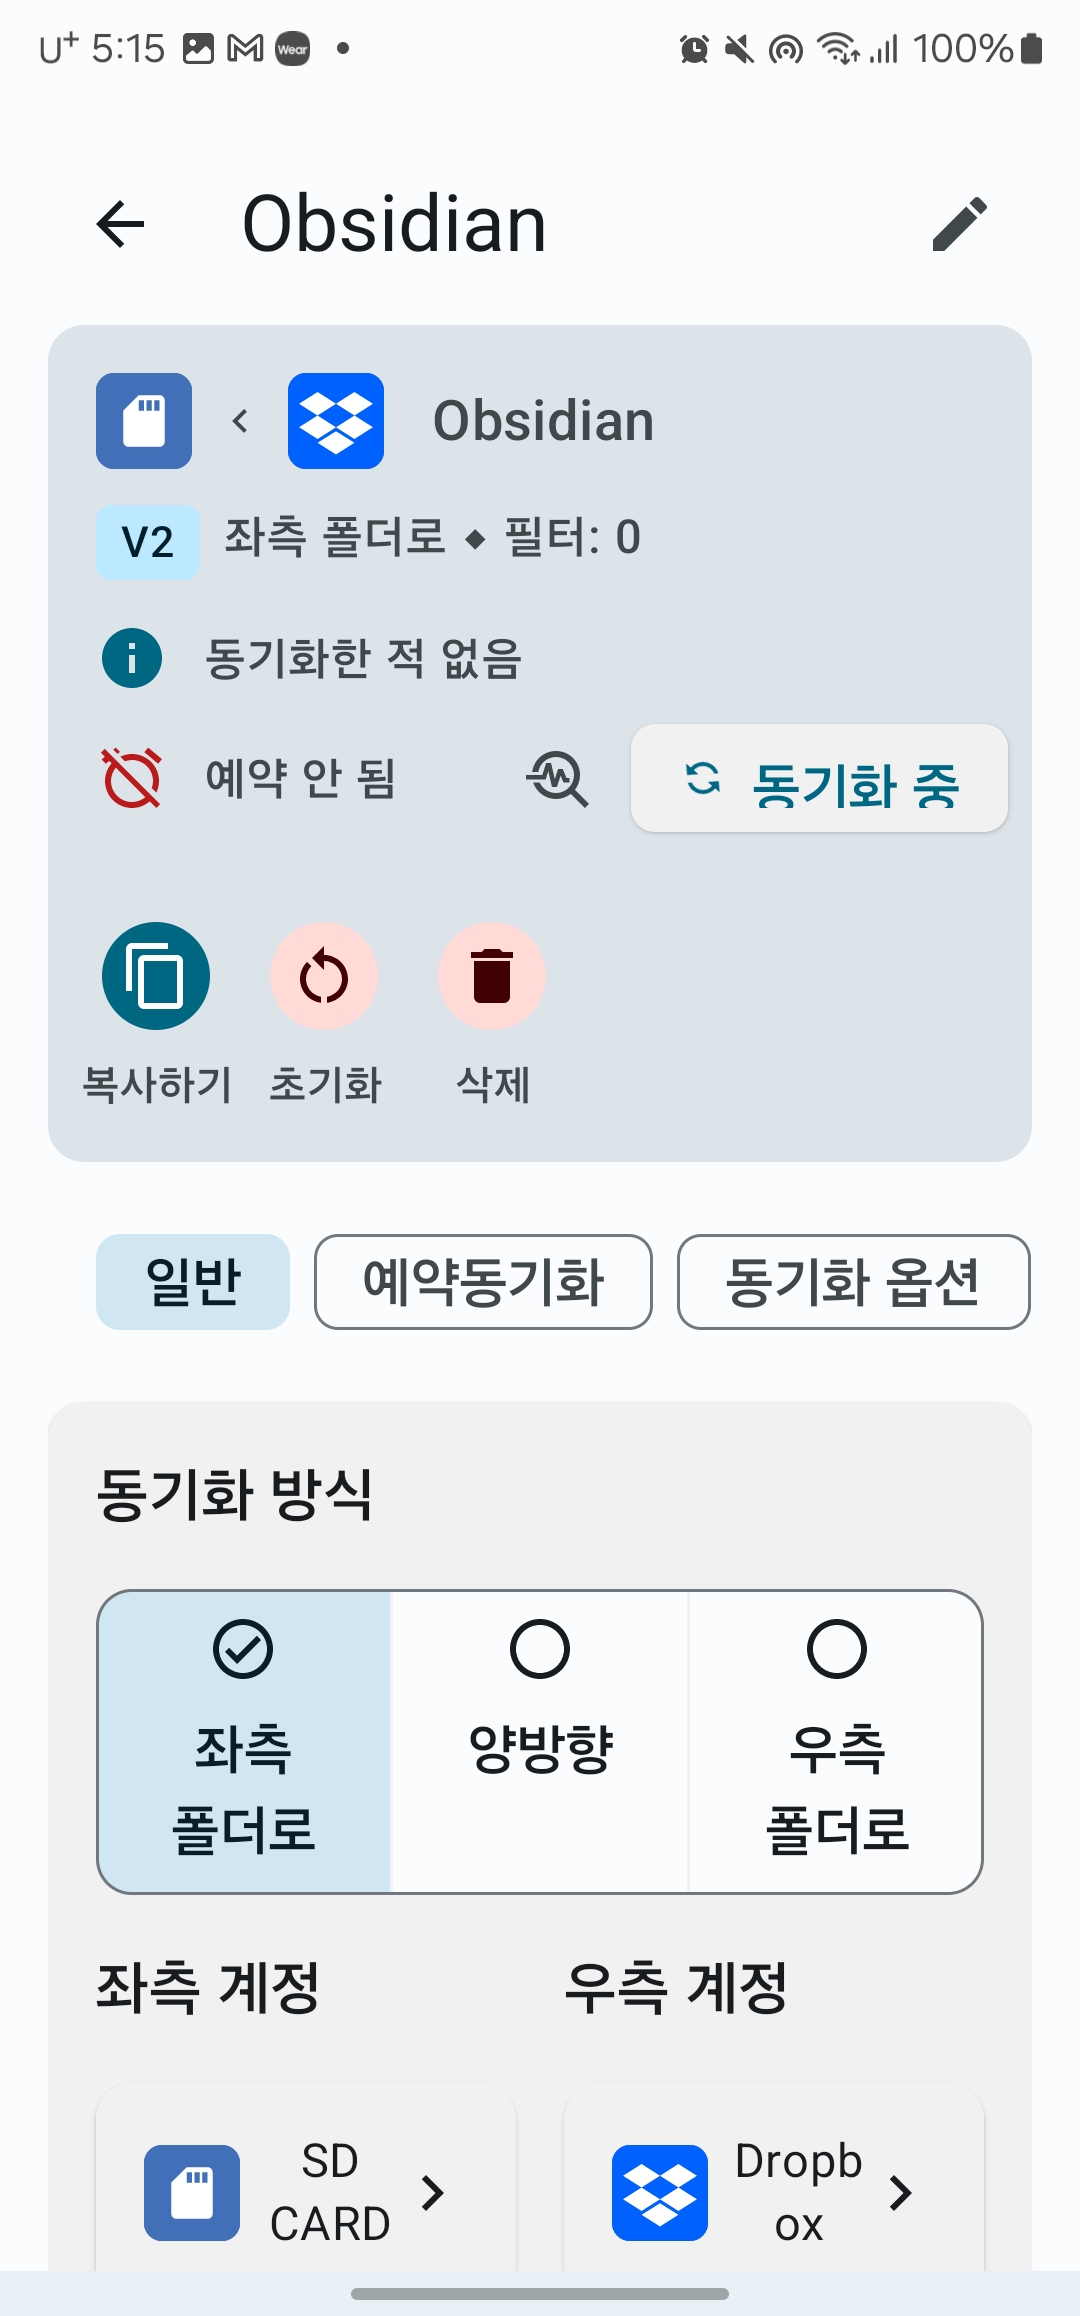 U+ 5:15 Wear 100%
Obsidian
Obsidian
V2 좌측 폴더로 ◆ 필터: 0
동기화한 적 없음
예약 안 됨 동기화 중
복사하기 초기화 삭제
일반 예약동기화 동기화 옵션
동기화 방식
좌측 양방향 우측
폴더로 폴더로
좌측 계정 우측 계정
SD Dropb
CARD ox